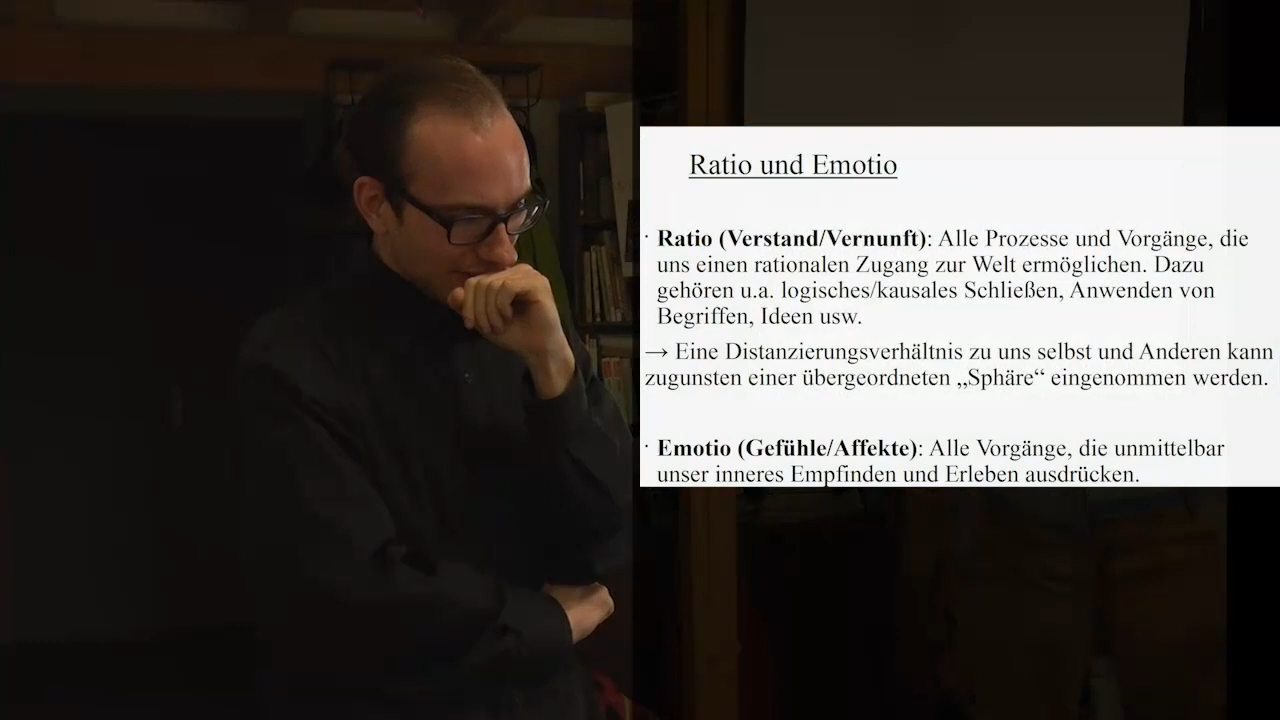 Ratio und Emotio
· Ratio (Verstand/Vernunft): Alle Prozesse und Vorgänge, die
uns einen rationalen Zugang zur Welt ermöglichen. Dazu
gehören u.a. logisches/kausales Schließen, Anwenden von
Begriffen, Ideen usw.
→ Eine Distanzierungsverhältnis zu uns selbst und Anderen kann
zugunsten einer übergeordneten „Sphäre“ eingenommen werden.
· Emotio (Gefühle/Affekte): Alle Vorgänge, die unmittelbar
unser inneres Empfinden und Erleben ausdrücken.